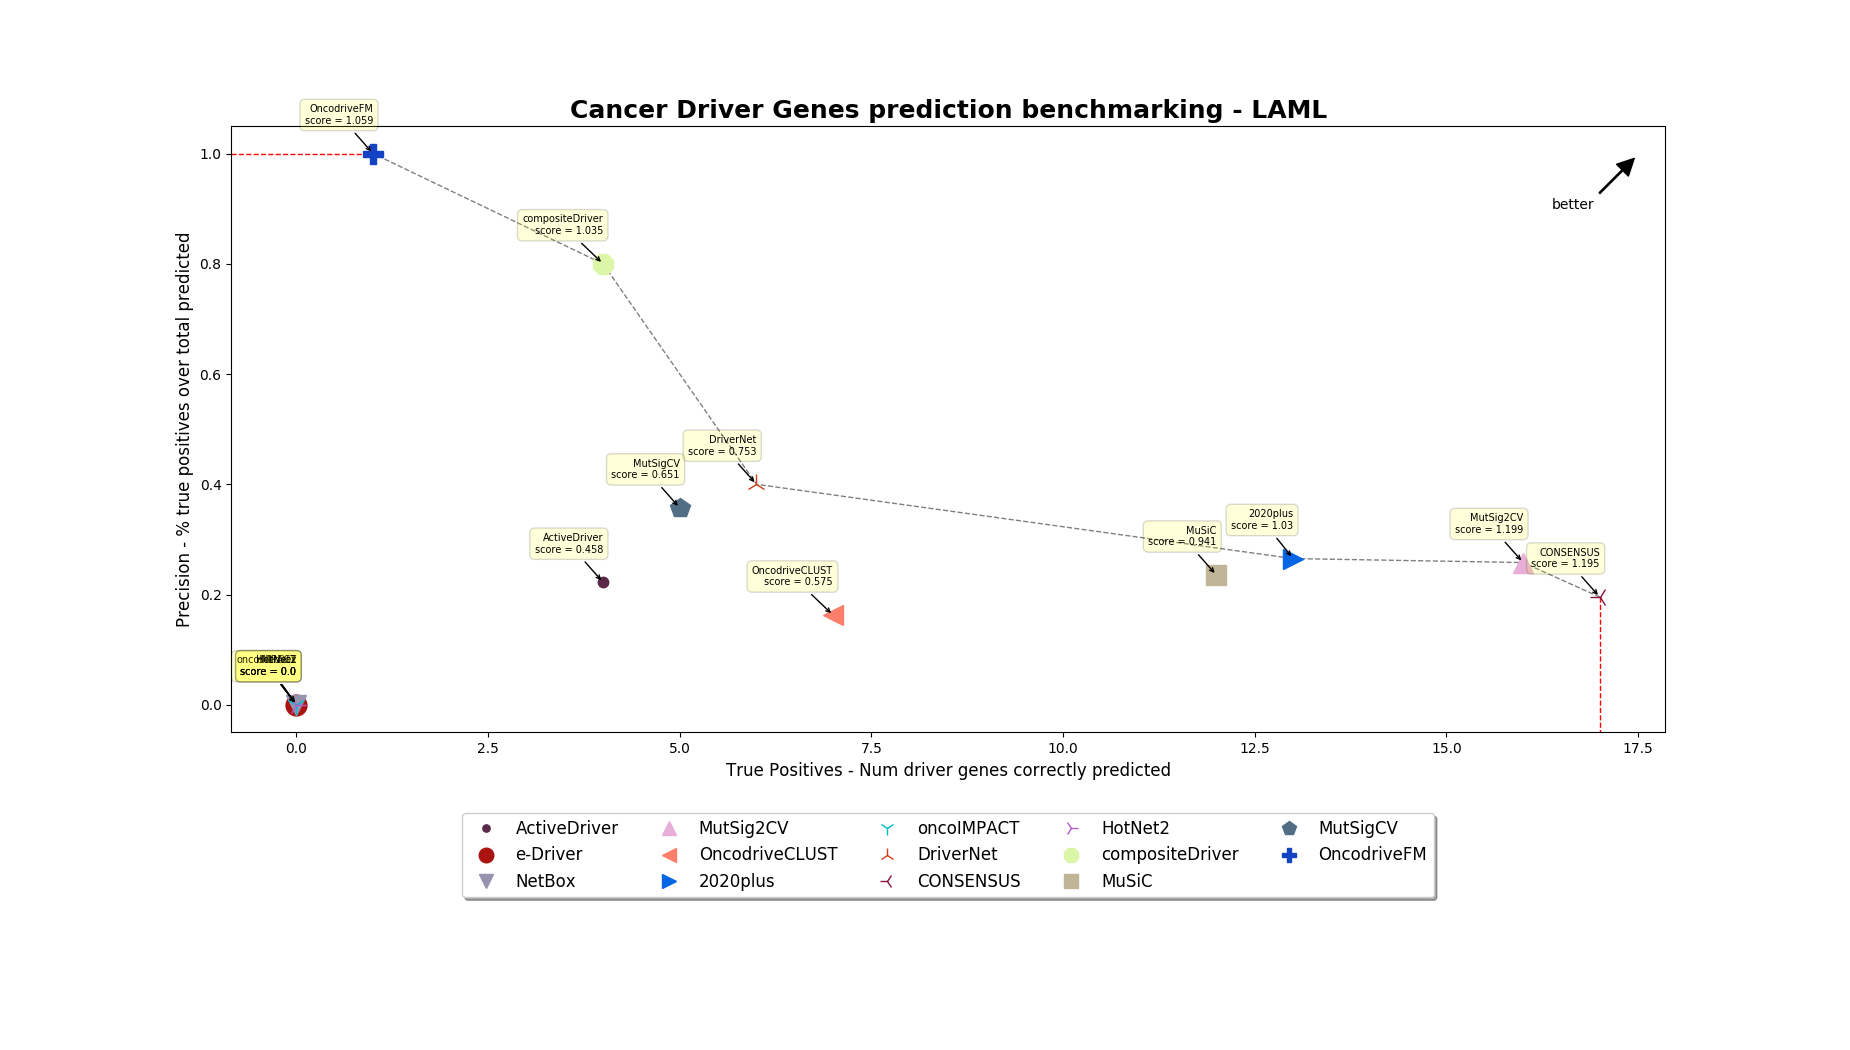 Cancer Driver Genes prediction benchmarking - LAML
OncodriveFM
score = 1.059
compositeDriver
score = 1.035
better
DriverNet
score = 0.753
MutSigCV
score = 0.651
ActiveDriver
score = 0.458
OncodriveCLUST
score = 0.575
MuSiC
score = 0.941
2020plus
score = 1.03
MutSig2CV
score = 1.199
CONSENSUS
score = 1.195
score = 0.0
Precision - % true positives over total predicted
1.0
0.8
0.6
0.4
0.2
0.0
0.0 2.5 5.0 7.5 10.0 12.5 15.0 17.5
True Positives - Num driver genes correctly predicted
ActiveDriver MutSig2CV oncoIMPACT HotNet2 MutSigCV
e-Driver OncodriveCLUST DriverNet compositeDriver OncodriveFM
NetBox 2020plus CONSENSUS MuSiC